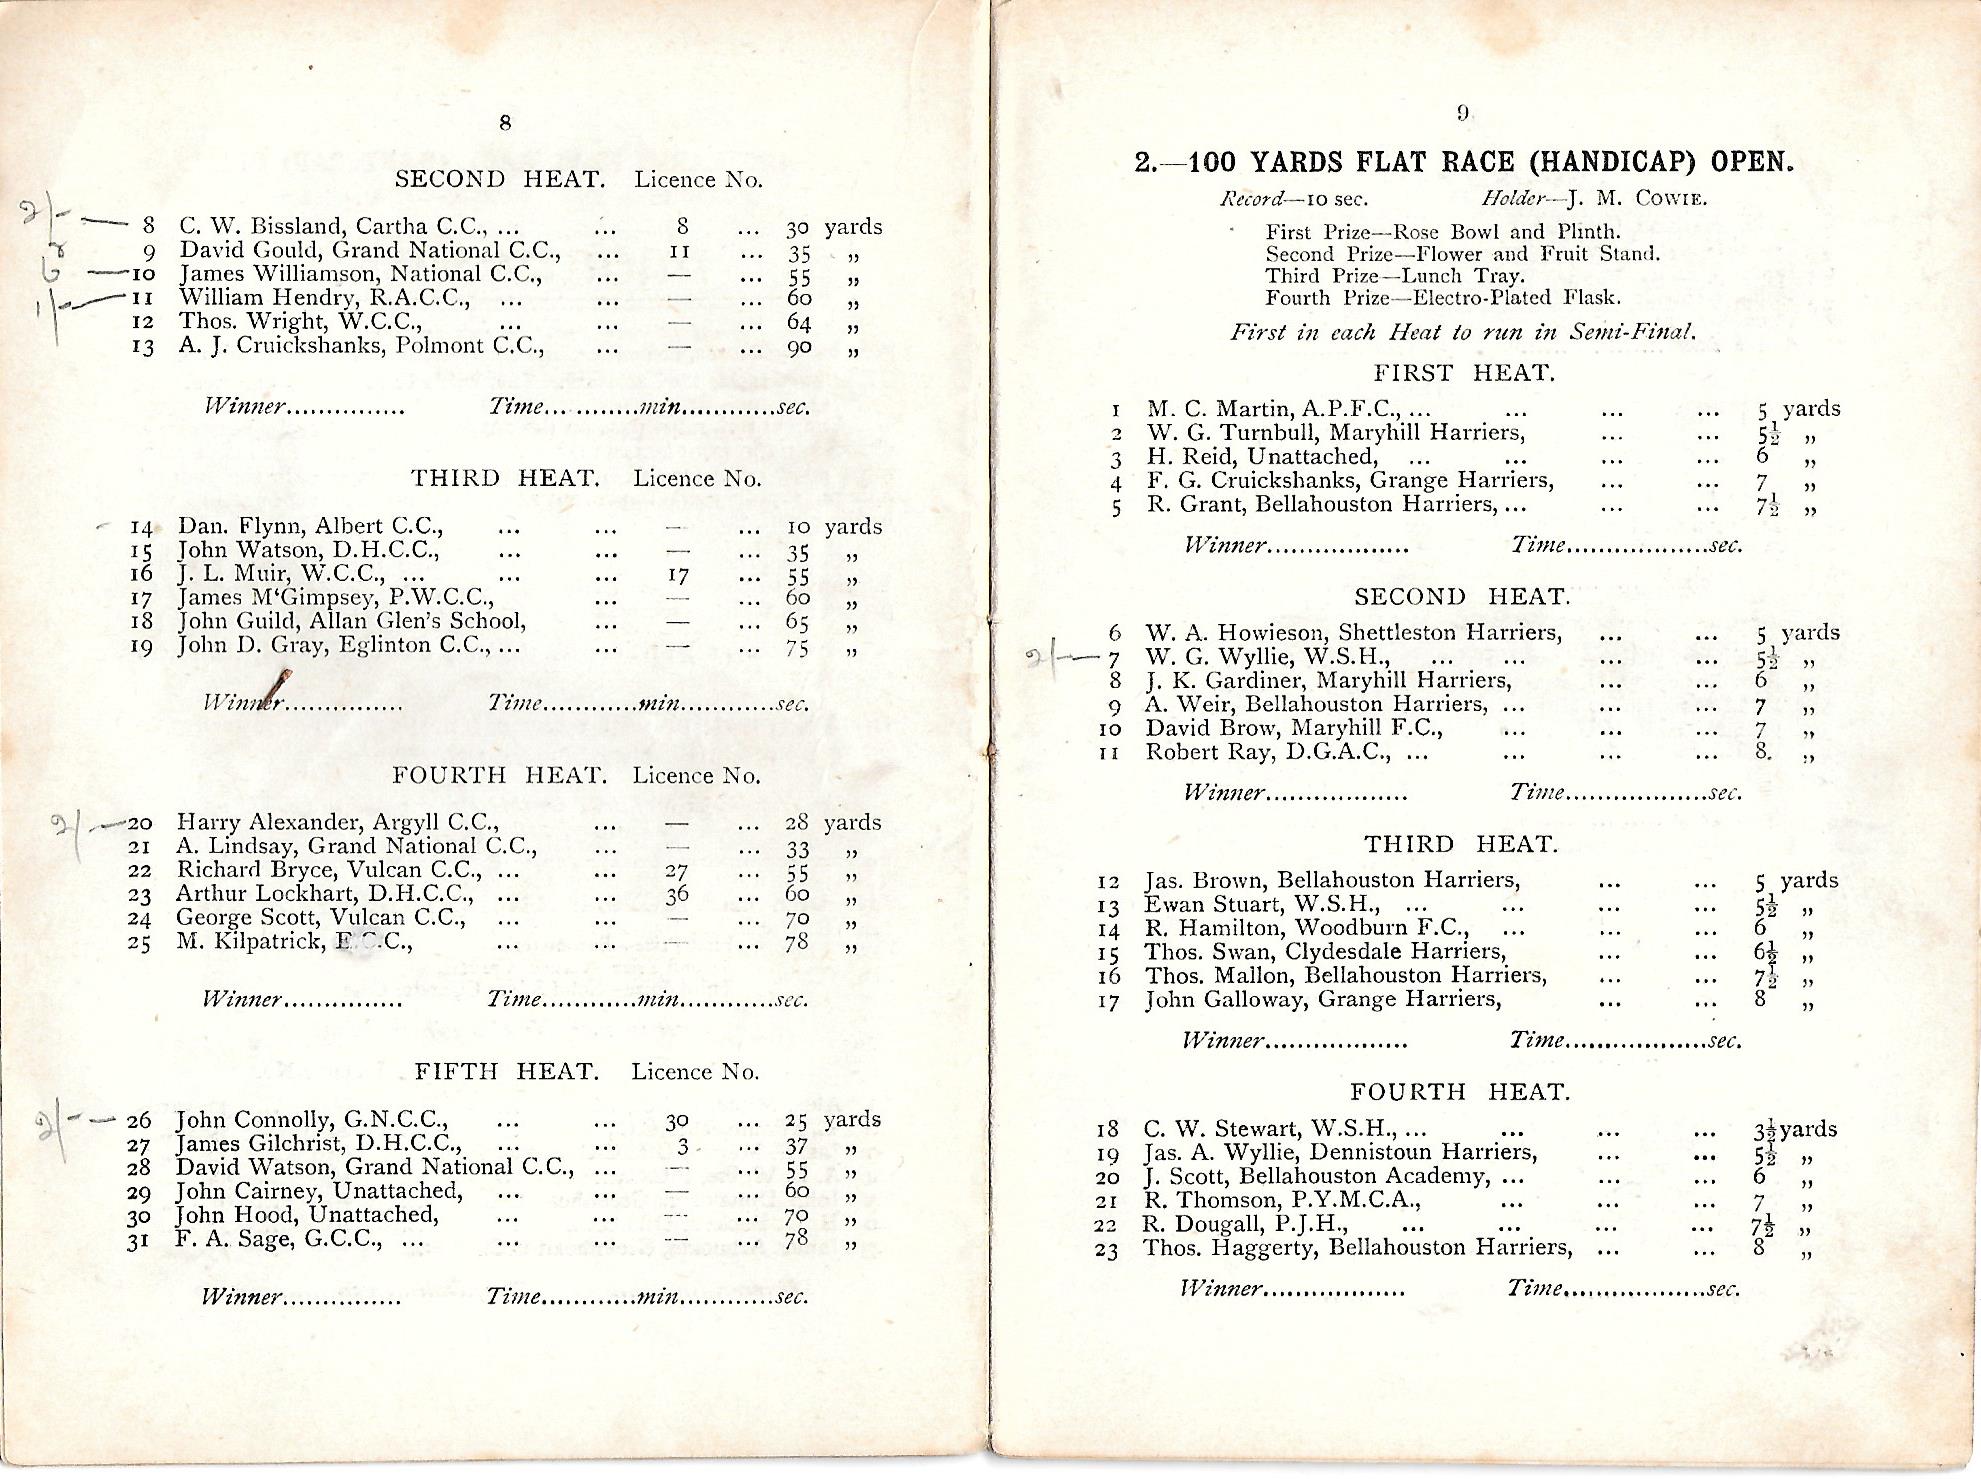 8
SECOND HEAT. Licence No.
2/- — 8 C. W. Bissland, Cartha C.C., ... ... 8 ... 30 yards
9 David Gould, Grand National C.C., ... 11 ... 35 „
— 10 James Williamson, National C.C., ... — ... 55 „
1/- — 11 William Hendry, R.A.C.C., ... ... — ... 60 „
12 Thos. Wright, W.C.C., ... ... — ... 64 „
13 A. J. Cruickshanks, Polmont C.C., ... — ... 90 „
Winner............... Time... .........min............sec.
THIRD HEAT. Licence No.
14 Dan. Flynn, Albert C.C., ... ... — ... 10 yards
15 John Watson, D.H.C.C., ... ... — ... 35 „
16 J. L. Muir, W.C.C., ... ... ... 17 ... 55 „
17 James M‘Gimpsey, P.W.C.C., ... — ... 60 „
18 John Guild, Allan Glen's School, ... — ... 65 „
19 John D. Gray, Eglinton C.C., ... ... — ... 75 „
Winner............... Time............min............sec.
FOURTH HEAT. Licence No.
2/- — 20 Harry Alexander, Argyll C.C., ... — ... 28 yards
21 A. Lindsay, Grand National C.C., ... — ... 33 „
22 Richard Bryce, Vulcan C.C., ... ... 27 ... 55 „
23 Arthur Lockhart, D.H.C.C., ... ... 36 ... 60 „
24 George Scott, Vulcan C.C., ... ... — ... 70 „
25 M. Kilpatrick, E.C.C., ... ... — ... 78 „
Winner............... Time............min............sec.
FIFTH HEAT. Licence No.
2/- — 26 John Connolly, G.N.C.C., ... ... 30 ... 25 yards
27 James Gilchrist, D.H.C.C., ... ... 3 ... 37 „
28 David Watson, Grand National C.C., ... — ... 55 „
29 John Cairney, Unattached, ... ... — ... 60 „
30 John Hood, Unattached, ... ... — ... 70 „
31 F. A. Sage, G.C.C., ... ... ... — ... 78 „
Winner............... Time............min............sec.
9
2.—100 YARDS FLAT RACE (HANDICAP) OPEN.
Record—10 sec. Holder—J. M. COWIE.
First Prize—Rose Bowl and Plinth.
Second Prize—Flower and Fruit Stand.
Third Prize—Lunch Tray.
Fourth Prize—Electro-Plated Flask.
First in each Heat to run in Semi-Final.
FIRST HEAT.
1 M. C. Martin, A.P.F.C., ... ... ... ... 5 yards
2 W. G. Turnbull, Maryhill Harriers, ... ... 5½ „
3 H. Reid, Unattached, ... ... ... ... 6 „
4 F. G. Cruickshanks, Grange Harriers, ... ... 7 „
5 R. Grant, Bellahouston Harriers, ... ... ... 7½ „
Winner.................. Time...................sec.
SECOND HEAT.
6 W. A. Howieson, Shettleston Harriers, ... ... 5 yards
2/- — 7 W. G. Wyllie, W.S.H., ... ... ... ... 5½ „
8 J. K. Gardiner, Maryhill Harriers, ... ... 6 „
9 A. Weir, Bellahouston Harriers, ... ... ... 7 „
10 David Brow, Maryhill F.C., ... ... ... 7 „
11 Robert Ray, D.G.A.C., ... ... ... ... 8. „
Winner.................. Time...................sec.
THIRD HEAT.
12 Jas. Brown, Bellahouston Harriers, ... ... 5 yards
13 Ewan Stuart, W.S.H., ... ... ... ... 5½ „
14 R. Hamilton, Woodburn F.C., ... ... ... 6 „
15 Thos. Swan, Clydesdale Harriers, ... ... 6½ „
16 Thos. Mallon, Bellahouston Harriers, ... ... 7½ „
17 John Galloway, Grange Harriers, ... ... 8 „
Winner.................. Time...................sec.
FOURTH HEAT.
18 C. W. Stewart, W.S.H., ... ... ... ... 3½ yards
19 Jas. A. Wyllie, Dennistoun Harriers, ... ... 5½ „
20 J. Scott, Bellahouston Academy, ... ... ... 6 „
21 R. Thomson, P.Y.M.C.A., ... ... ... 7 „
22 R. Dougall, P.J.H., ... ... ... ... 7½ „
23 Thos. Haggerty, Bellahouston Harriers, ... ... 8 „
Winner.................. Time...................sec.